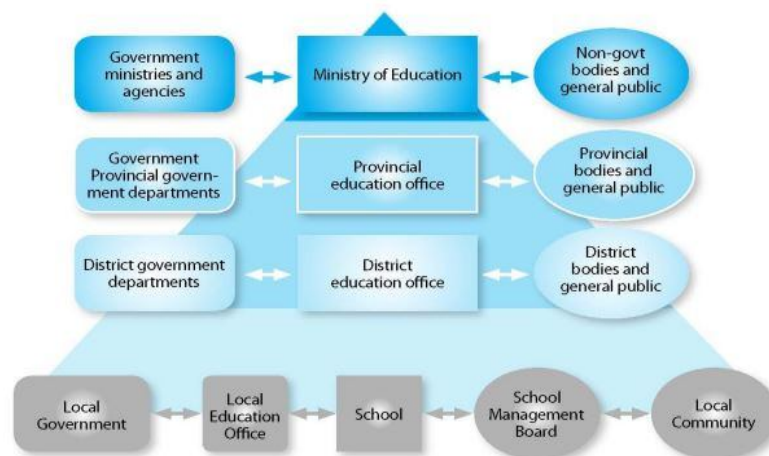 Government
ministries and
agencies
Ministry of Education
Non-govt
bodies and
general public
Government
Provincial govern-
ment departments
Provincial
education office
Provincial
bodies and
general public
District government
departments
District
education office
District
bodies and
general public
Local
Government
Local
Education
Office
School
School
Management
Board
Local
Community